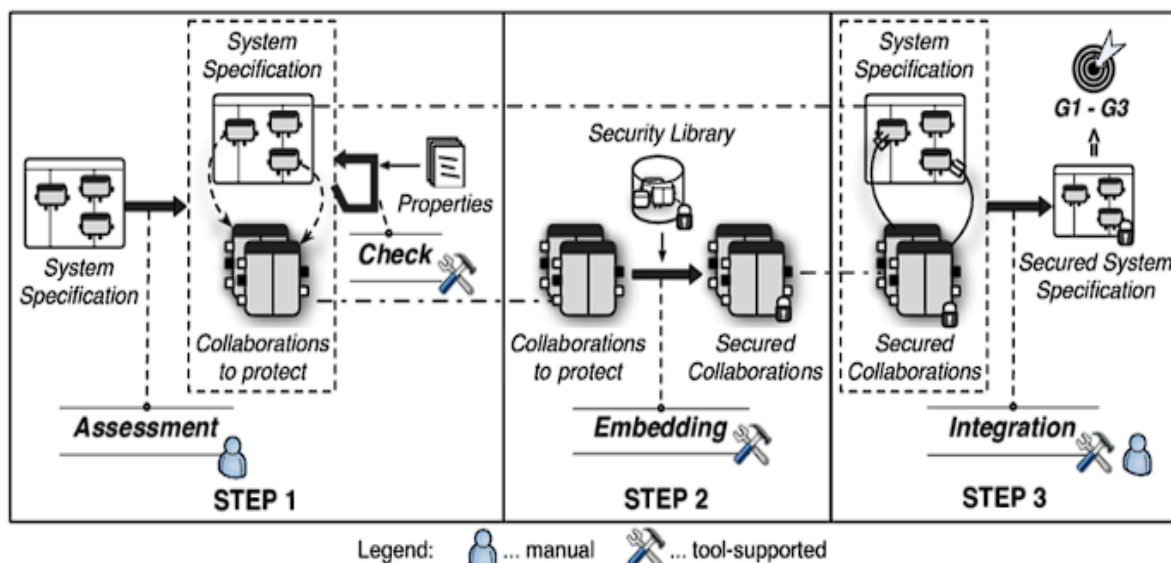 System
Specification
System
Specification
Properties
Check
Collaborations
to protect
Assessment
STEP 1
Security Library
Collaborations
to protect
Secured
Collaborations
Embedding
STEP 2
System
Specification
G1 - G3
Secured System
Specification
Secured
Collaborations
Integration
STEP 3
Legend: ... manual ... tool-supported